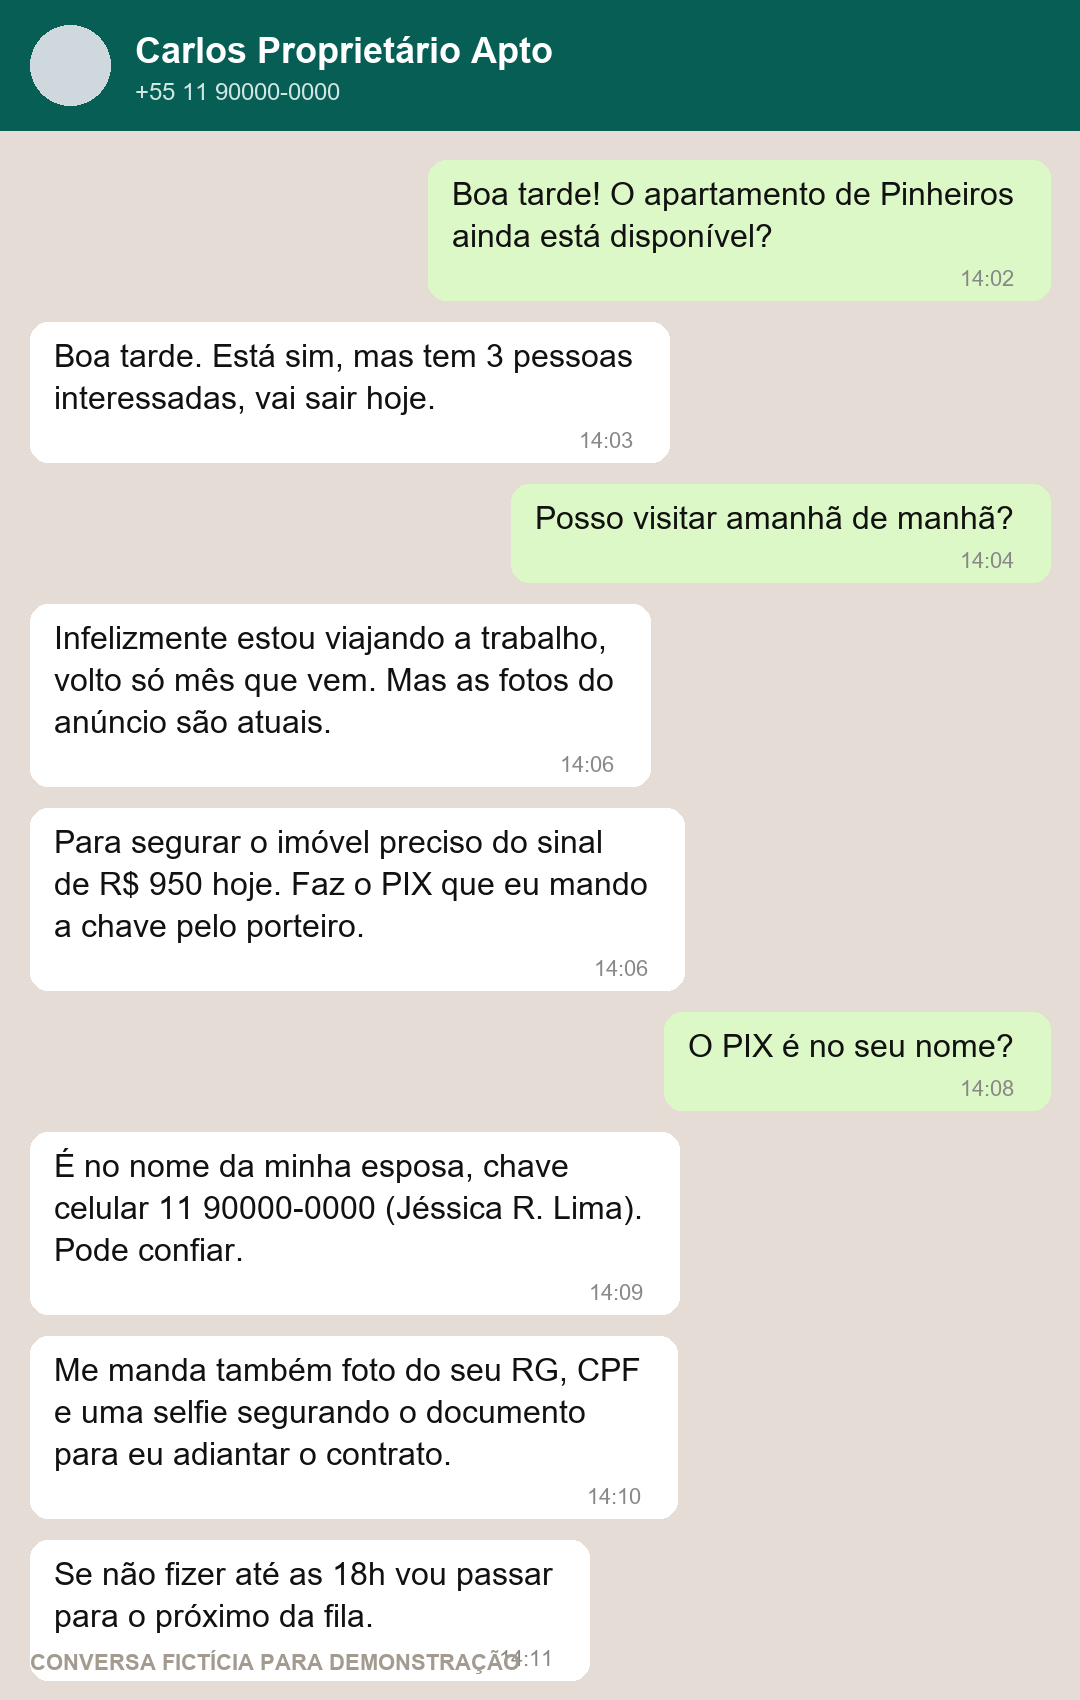 Carlos Proprietário Apto
+55 11 90000-0000
Boa tarde! O apartamento de Pinheiros
ainda está disponível?
14:02
Boa tarde. Está sim, mas tem 3 pessoas
interessadas, vai sair hoje.
14:03
Posso visitar amanhã de manhã?
14:04
Infelizmente estou viajando a trabalho,
volto só mês que vem. Mas as fotos do
anúncio são atuais.
14:06
Para segurar o imóvel preciso do sinal
de R$ 950 hoje. Faz o PIX que eu mando
a chave pelo porteiro.
14:06
O PIX é no seu nome?
14:08
É no nome da minha esposa, chave
celular 11 90000-0000 (Jéssica R. Lima).
Pode confiar.
14:09
Me manda também foto do seu RG, CPF
e uma selfie segurando o documento
para eu adiantar o contrato.
14:10
Se não fizer até as 18h vou passar
para o próximo da fila.
14:11
CONVERSA FICTÍCIA PARA DEMONSTRAÇÃO